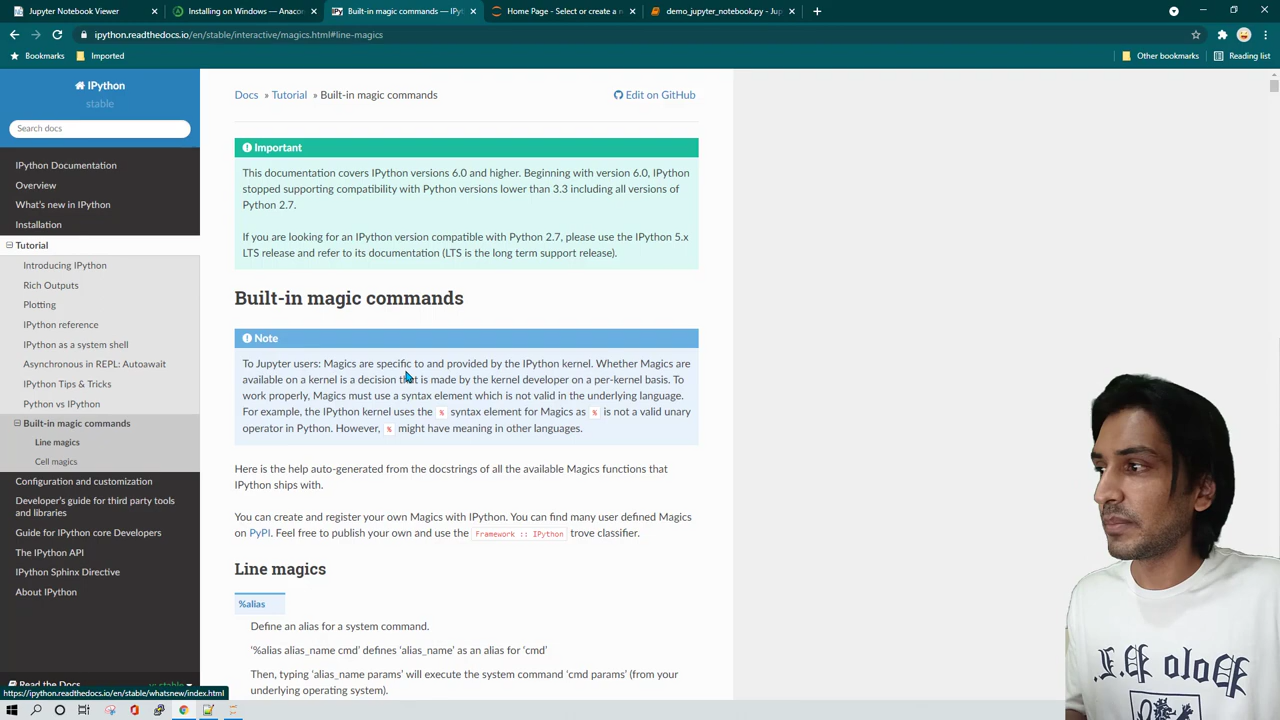 Jupyter Notebook Viewer
Installing on Windows — Anacon
Built-in magic commands — IPyt
Home Page - Select or create a n
demo_jupyter_notebook.py - Jup
ipython.readthedocs.io/en/stable/interactive/magics.html#line-magics
Bookmarks
Imported
Other bookmarks
Reading list
IPython
stable
Search docs
IPython Documentation
Overview
What's new in IPython
Installation
Tutorial
Introducing IPython
Rich Outputs
Plotting
IPython reference
IPython as a system shell
Asynchronous in REPL: Autoawait
IPython Tips & Tricks
Python vs IPython
Built-in magic commands
Line magics
Cell magics
Configuration and customization
Developer's guide for third party tools
and libraries
Guide for IPython core Developers
The IPython API
IPython Sphinx Directive
About IPython
Read the Docs
v: stable
https://ipython.readthedocs.io/en/stable/whatsnew/index.html
Docs » Tutorial » Built-in magic commands
Edit on GitHub
Important
This documentation covers IPython versions 6.0 and higher. Beginning with version 6.0, IPython
stopped supporting compatibility with Python versions lower than 3.3 including all versions of
Python 2.7.
If you are looking for an IPython version compatible with Python 2.7, please use the IPython 5.x
LTS release and refer to its documentation (LTS is the long term support release).
Built-in magic commands
Note
To Jupyter users: Magics are specific to and provided by the IPython kernel. Whether Magics are
available on a kernel is a decision that is made by the kernel developer on a per-kernel basis. To
work properly, Magics must use a syntax element which is not valid in the underlying language.
For example, the IPython kernel uses the % syntax element for Magics as % is not a valid unary
operator in Python. However, % might have meaning in other languages.
Here is the help auto-generated from the docstrings of all the available Magics functions that
IPython ships with.
You can create and register your own Magics with IPython. You can find many user defined Magics
on PyPI. Feel free to publish your own and use the Framework :: IPython trove classifier.
Line magics
%alias
Define an alias for a system command.
'%alias alias_name cmd' defines 'alias_name' as an alias for 'cmd'
Then, typing 'alias_name params' will execute the system command 'cmd params' (from your
underlying operating system).